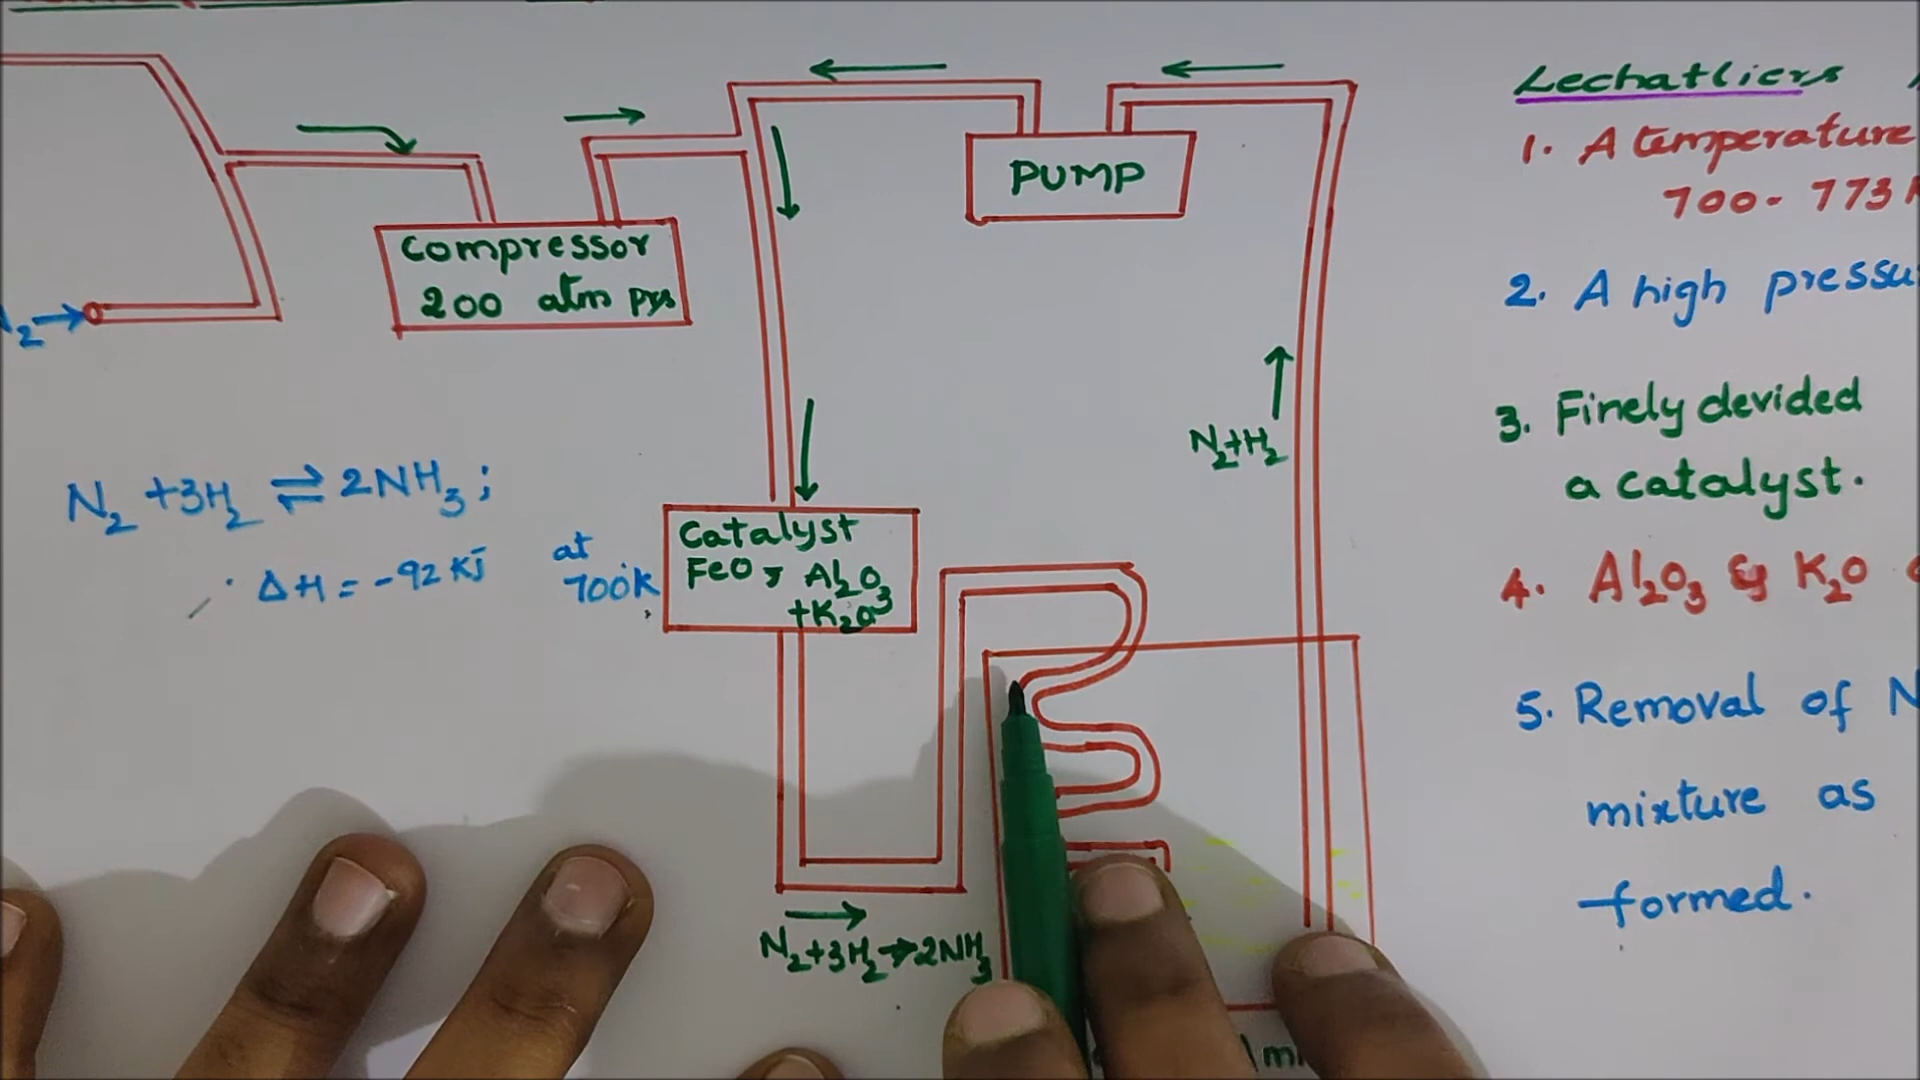 Compressor
200 atm prs
PUMP
N₂+H₂
N₂ +3H₂ ⇌ 2NH₃;
ΔH = -92 KJ
at
700K
Catalyst
FeO, Al₂O₃
+K₂O
N₂+3H₂→2NH₃
Lechatliers
1. A temperature
700- 773
2. A high
3. Finely devided
a catalyst.
4. Al₂O₃ & K₂O
5. Removal of
mixture as
formed.